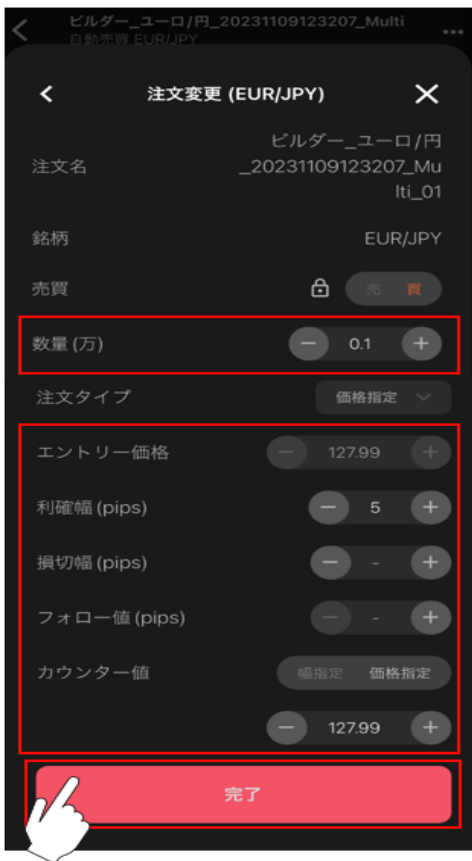 ビルダー_ユーロ/円_20231109123207_Multi
自動売買 EUR/JPY
注文変更 (EUR/JPY)
注文名
ビルダー_ユーロ/円
_20231109123207_Mu
lti_01
銘柄 EUR/JPY
売買 売 買
数量(万) 0.1
注文タイプ 価格指定
エントリー価格 127.99
利確幅(pips) 5
損切幅(pips) -
フォロー値(pips) -
カウンター値 幅指定 価格指定
127.99
完了